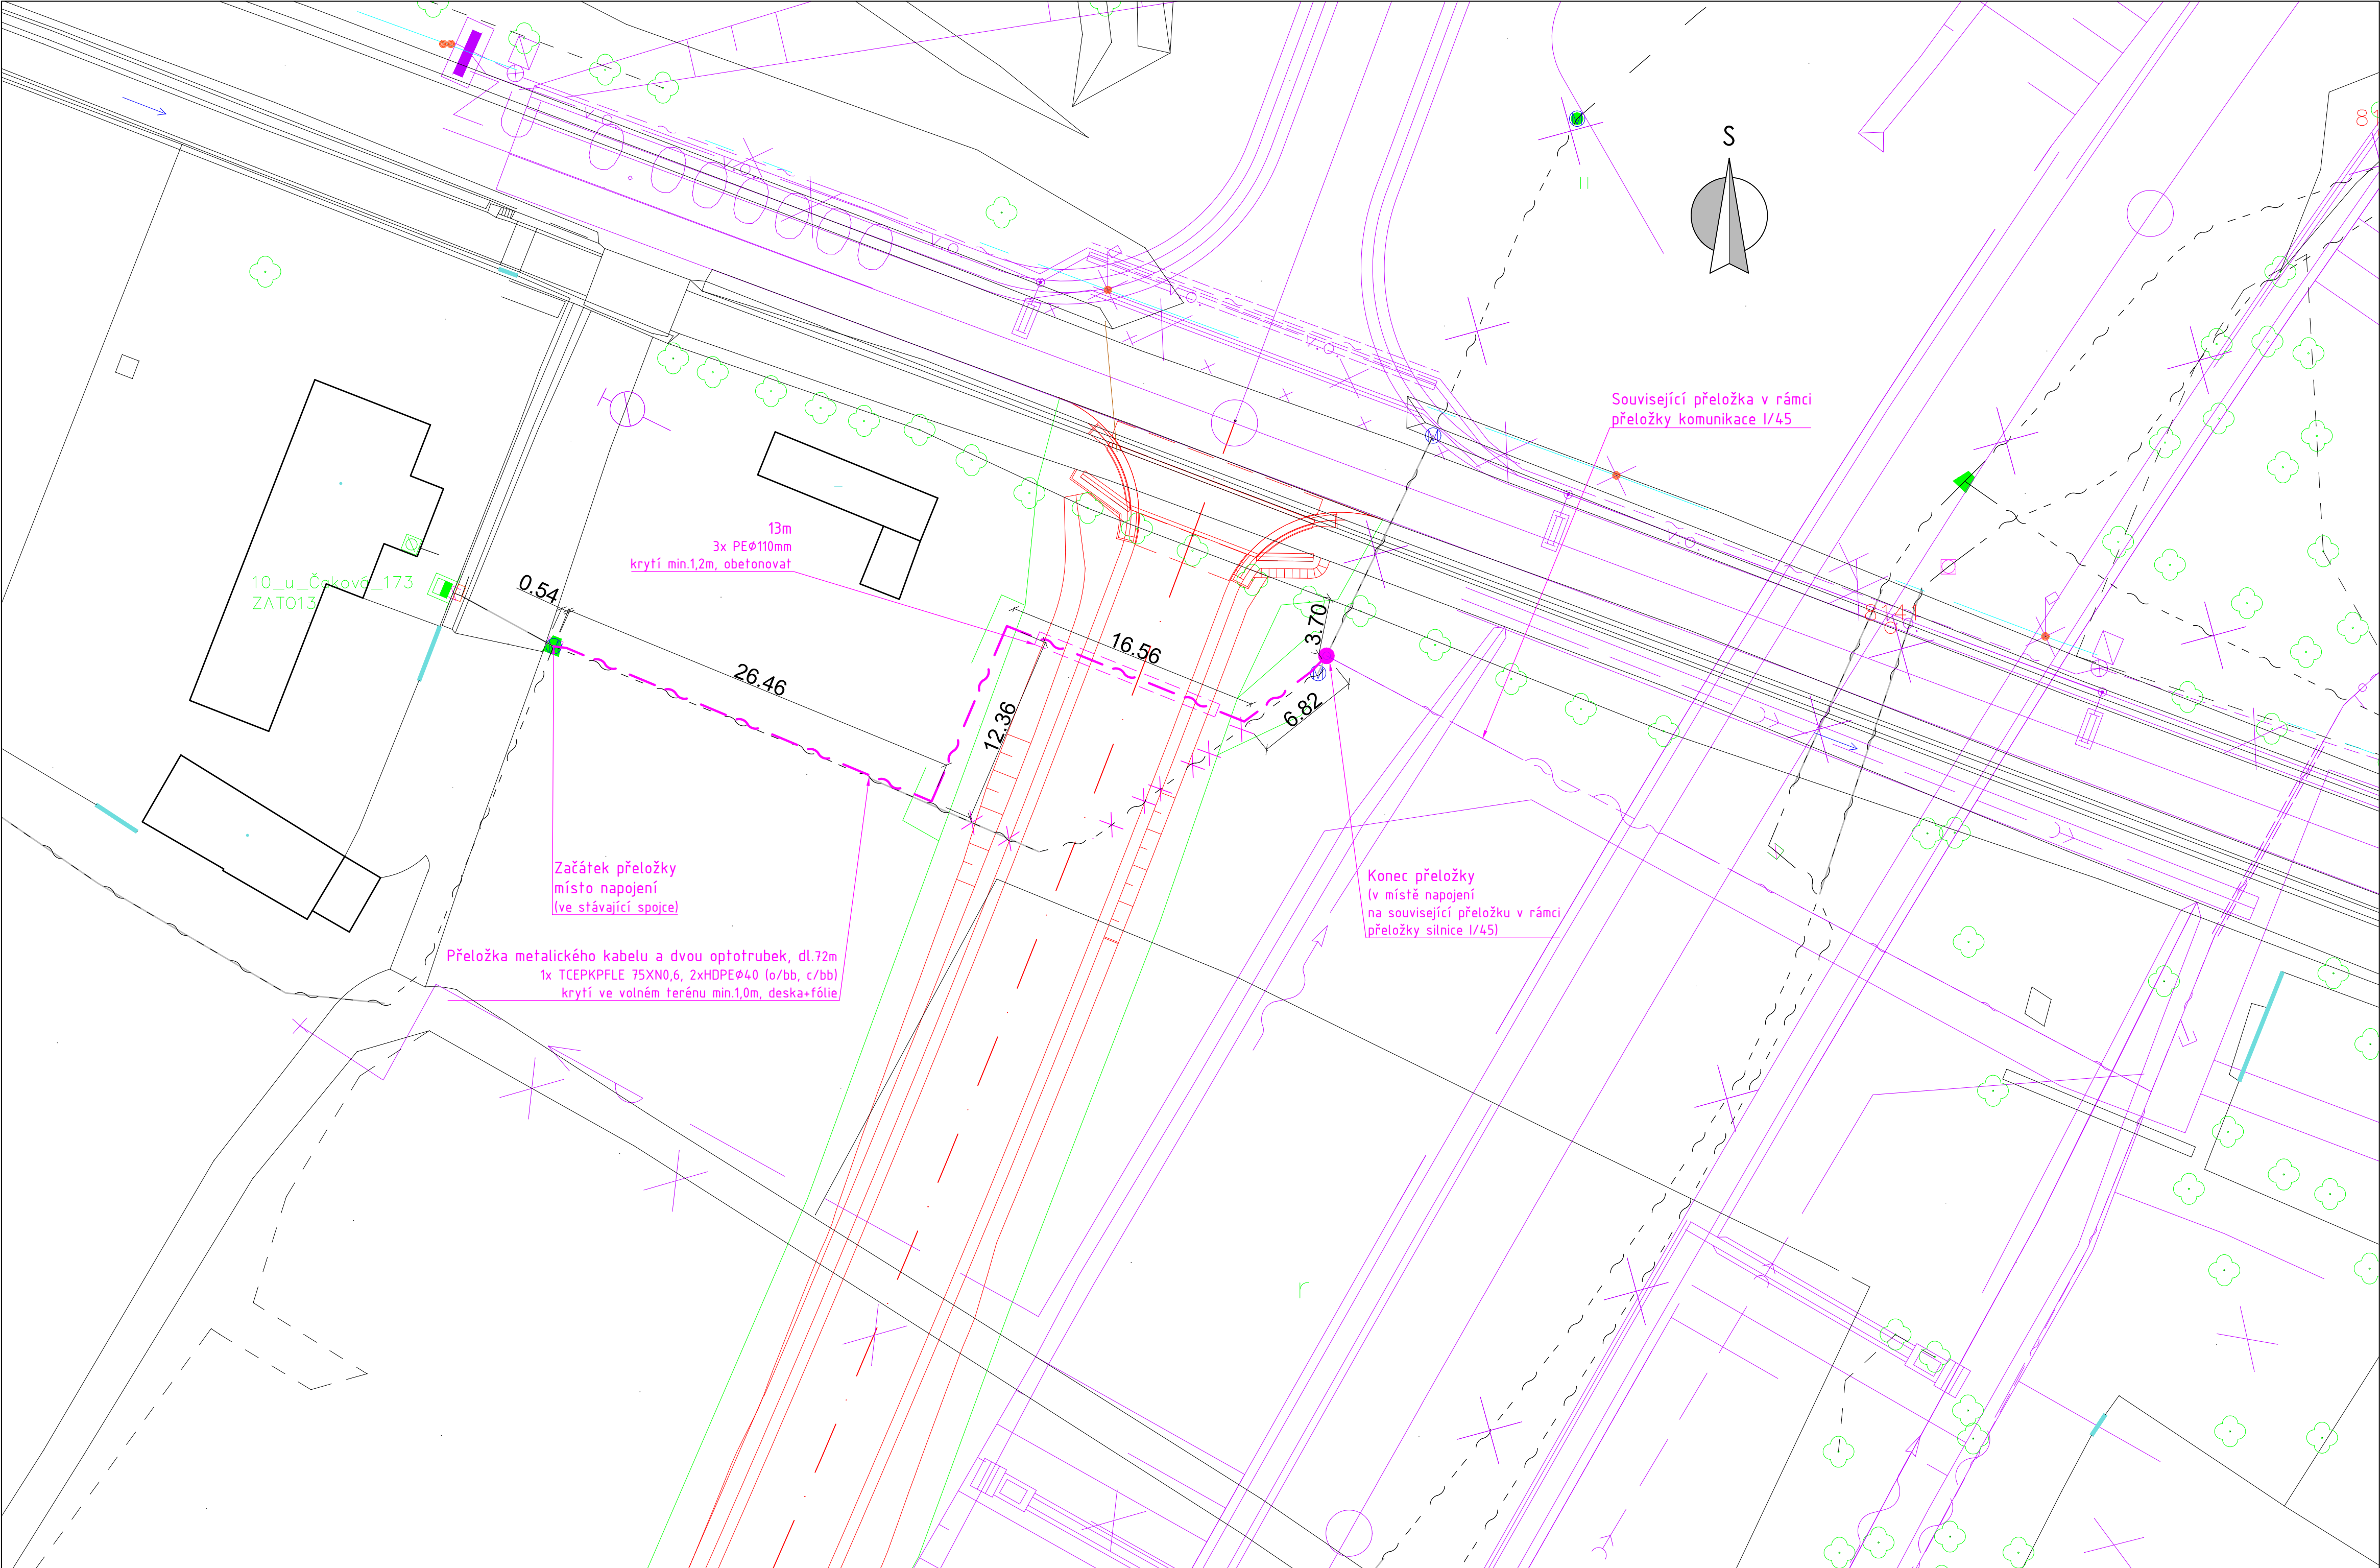 S
Související přeložka v rámci
přeložky komunikace I/45
13m
3x PEØ110mm
krytí min.1,2m, obetonovat
10_u_Čaková_173
ZATO13
0.54
26.46
12.36
16.56
3.70
6.82
814
Začátek přeložky
místo napojení
(ve stávající spojce)
Konec přeložky
(v místě napojení
na související přeložku v rámci
přeložky silnice I/45)
Přeložka metalického kabelu a dvou optotrubek, dl.72m
1x TCEPKPFLE 75XN0,6, 2xHDPEØ40 (o/bb, c/bb)
krytí ve volném terénu min.1,0m, deska+fólie